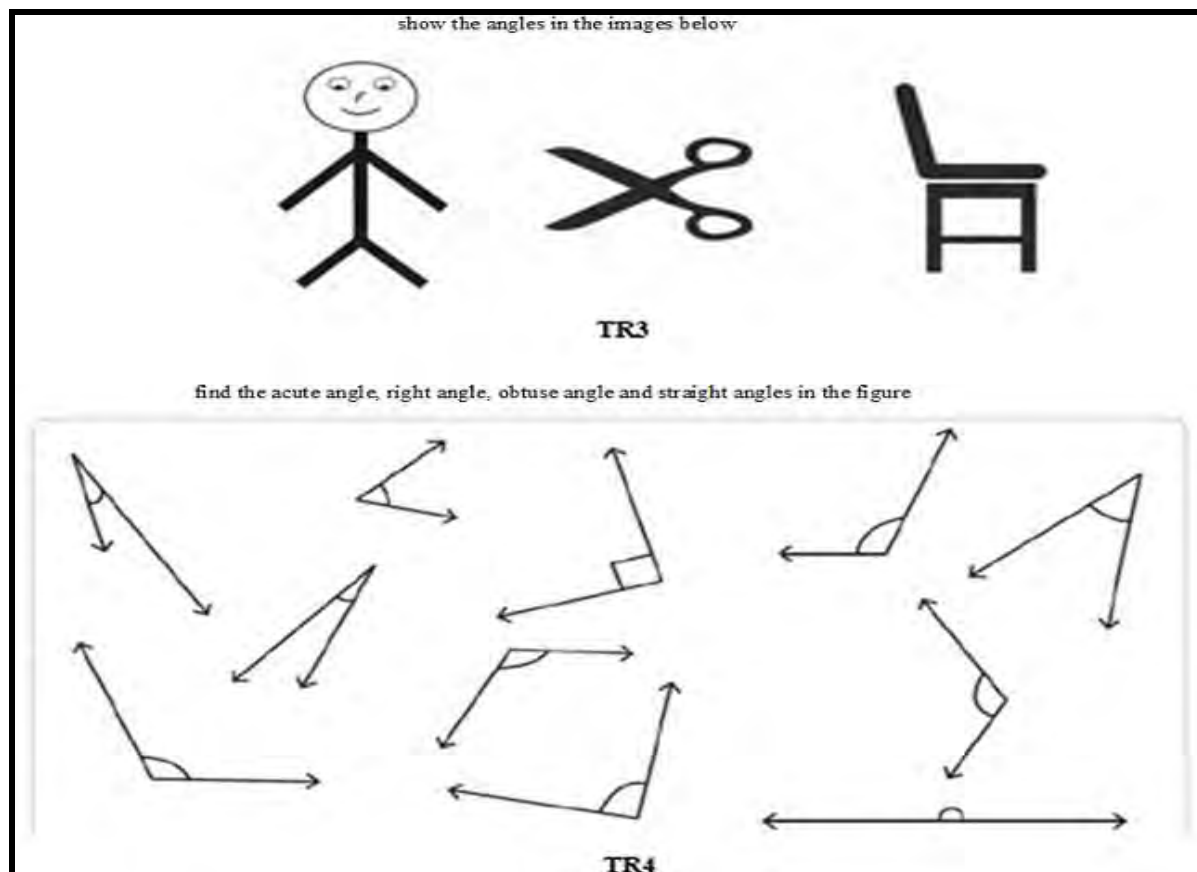 show the angles in the images below
TR3
find the acute angle, right angle, obtuse angle and straight angles in the figure
TR4